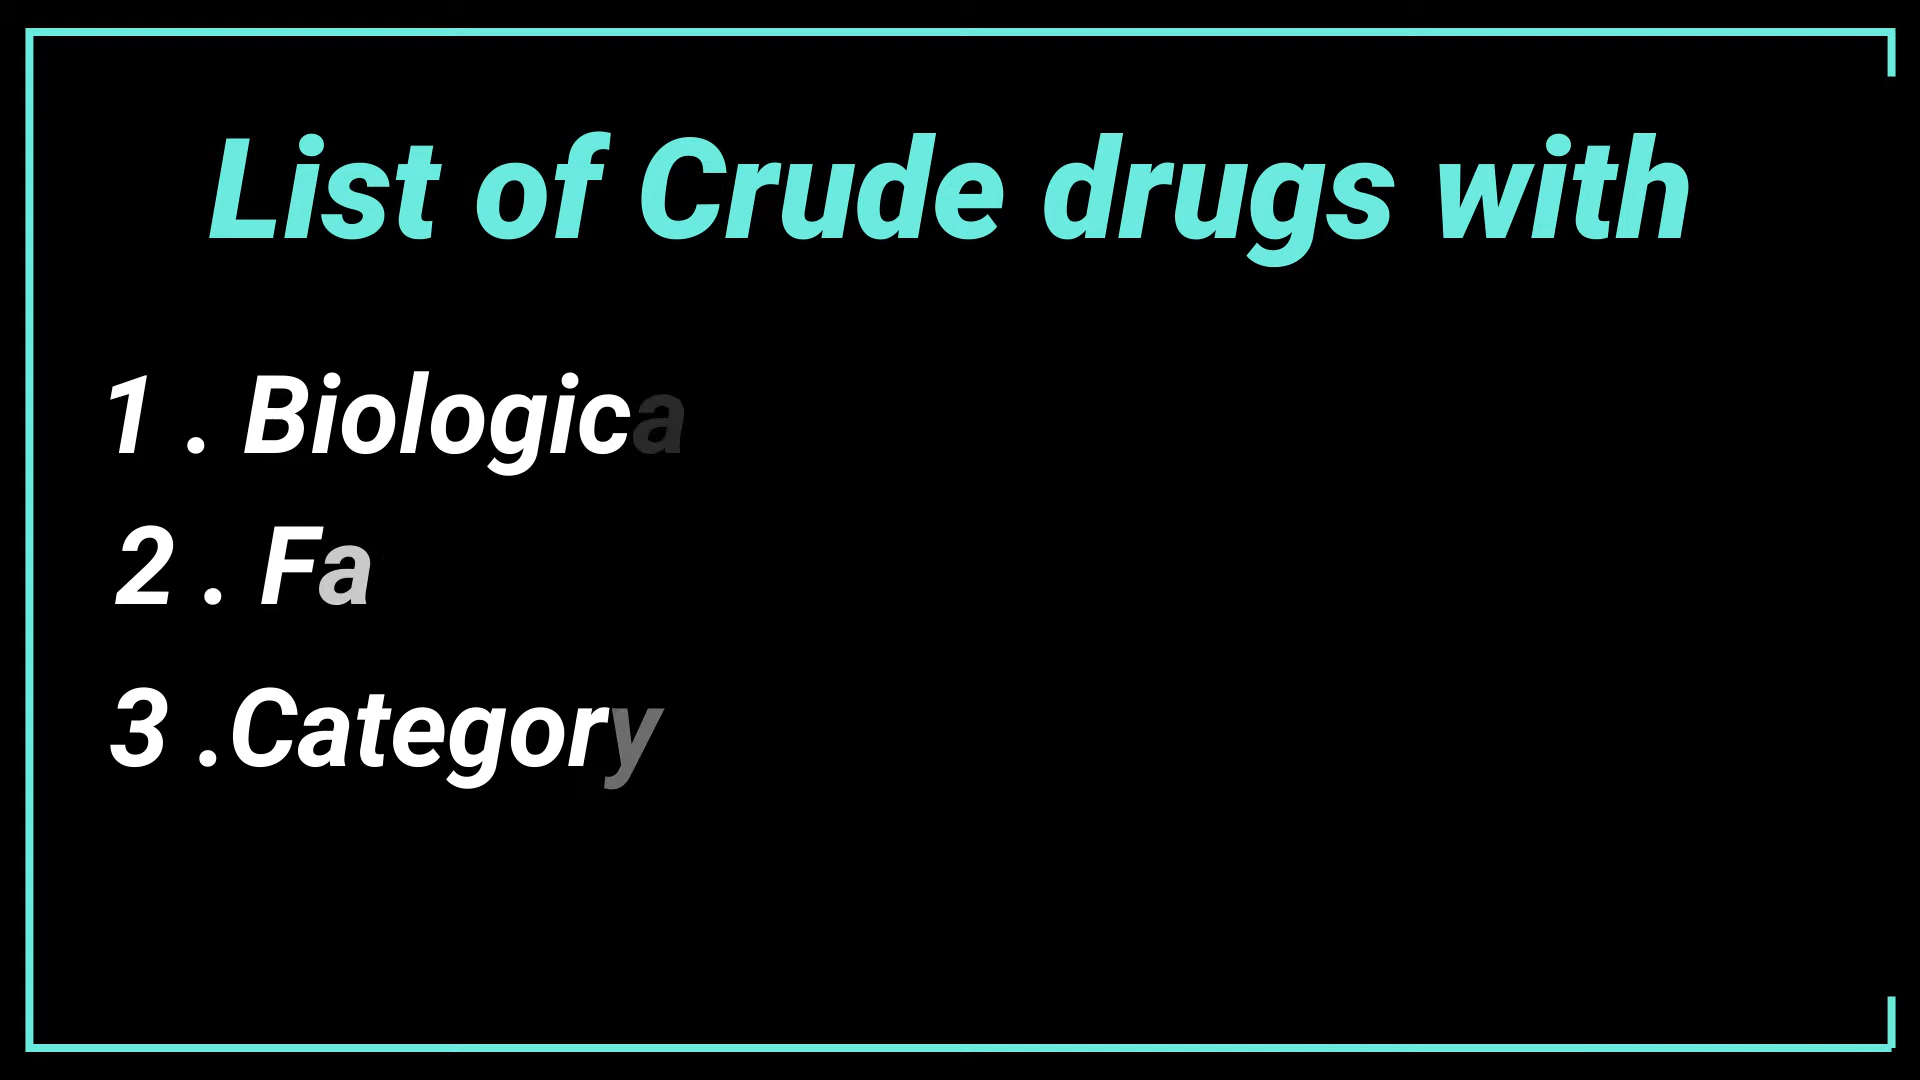 List of Crude drugs with
1 . Biologica
2 . Fa
3 .Category